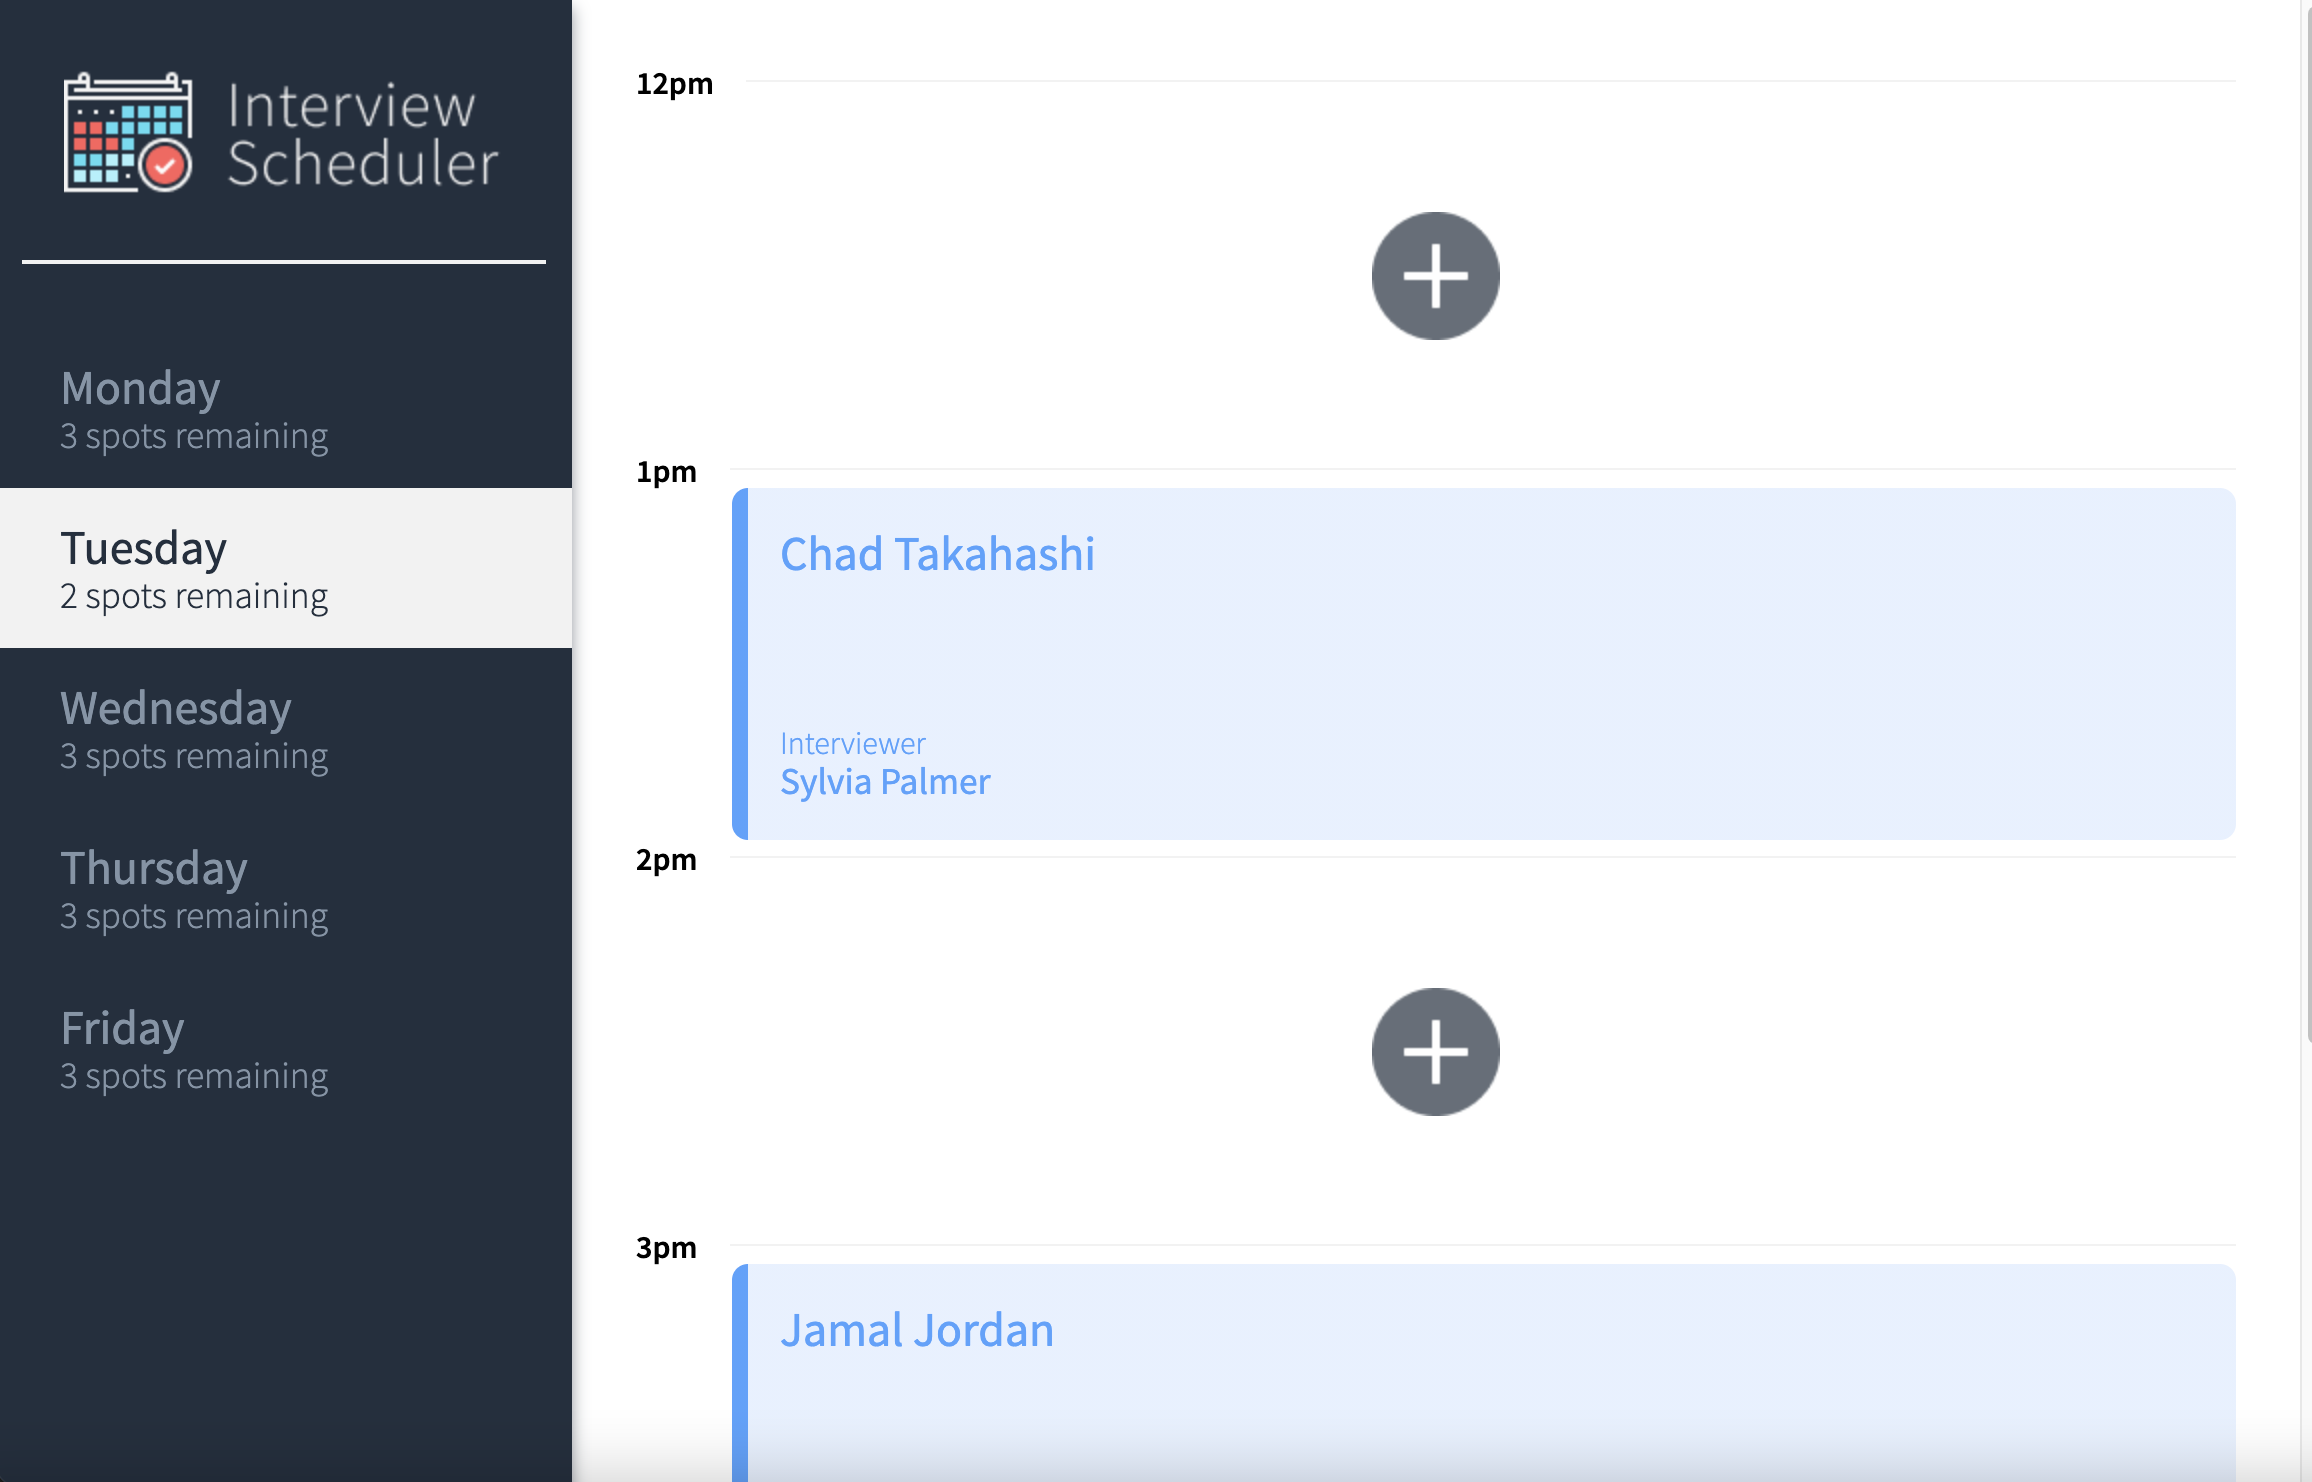 Interview
Scheduler
Monday
3 spots remaining
Tuesday
2 spots remaining
Wednesday
3 spots remaining
Thursday
3 spots remaining
Friday
3 spots remaining
12pm
1pm
Chad Takahashi
Interviewer
Sylvia Palmer
2pm
3pm
Jamal Jordan